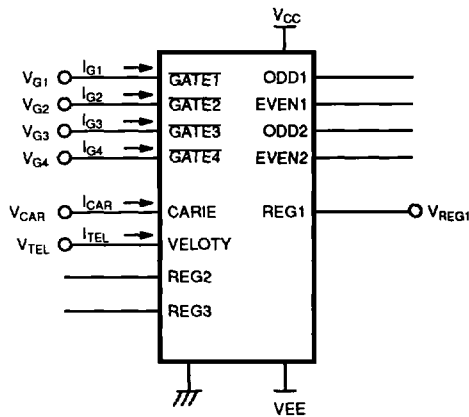 VCC
VG1 IG1 GATE1 ODD1
VG2 IG2 GATE2 EVEN1
VG3 IG3 GATE3 ODD2
VG4 IG4 GATE4 EVEN2
VCAR ICAR CARIE REG1 VREG1
VTEL ITEL VELOTY
REG2
REG3
VEE